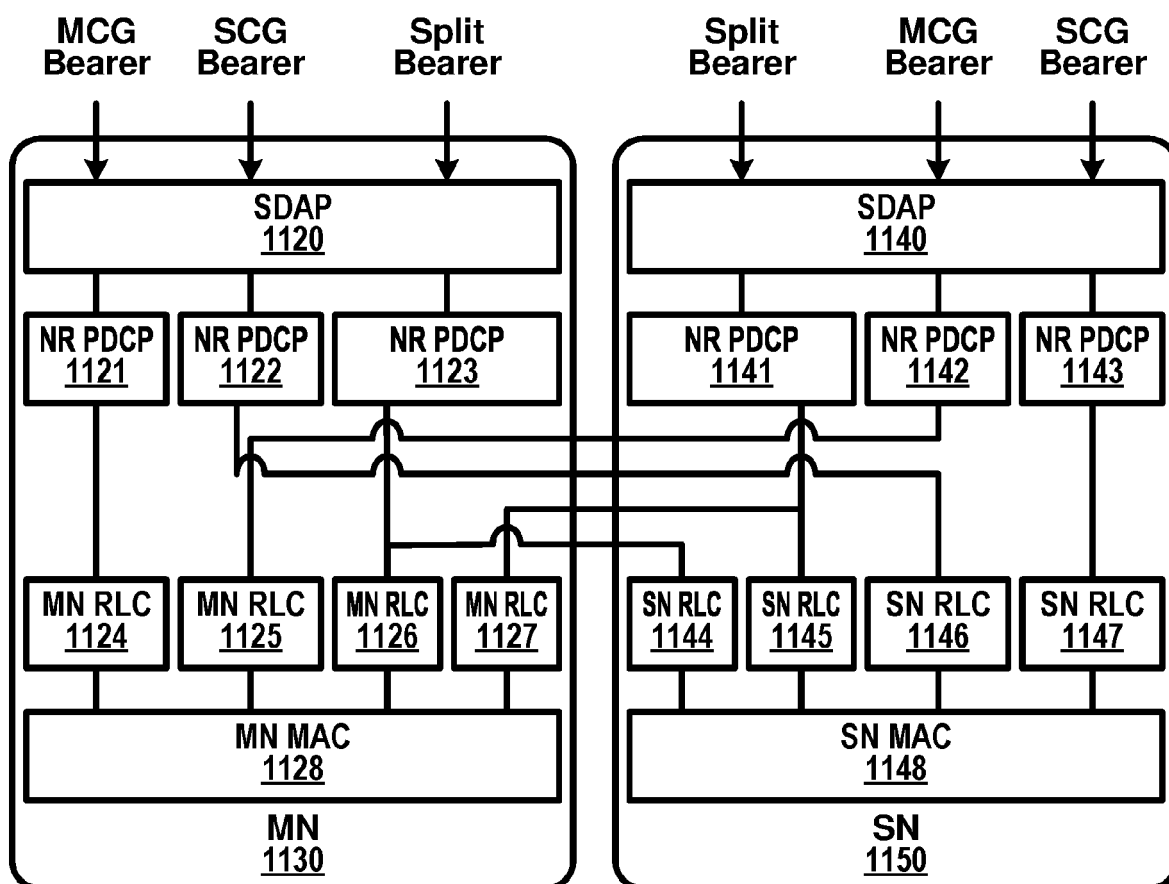 MCG Bearer
SCG Bearer
Split Bearer
Split Bearer
MCG Bearer
SCG Bearer
SDAP
1120
SDAP
1140
NR PDCP
1121
NR PDCP
1122
NR PDCP
1123
NR PDCP
1141
NR PDCP
1142
NR PDCP
1143
MN RLC
1124
MN RLC
1125
MN RLC
1126
MN RLC
1127
SN RLC
1144
SN RLC
1145
SN RLC
1146
SN RLC
1147
MN MAC
1128
SN MAC
1148
MN
1130
SN
1150